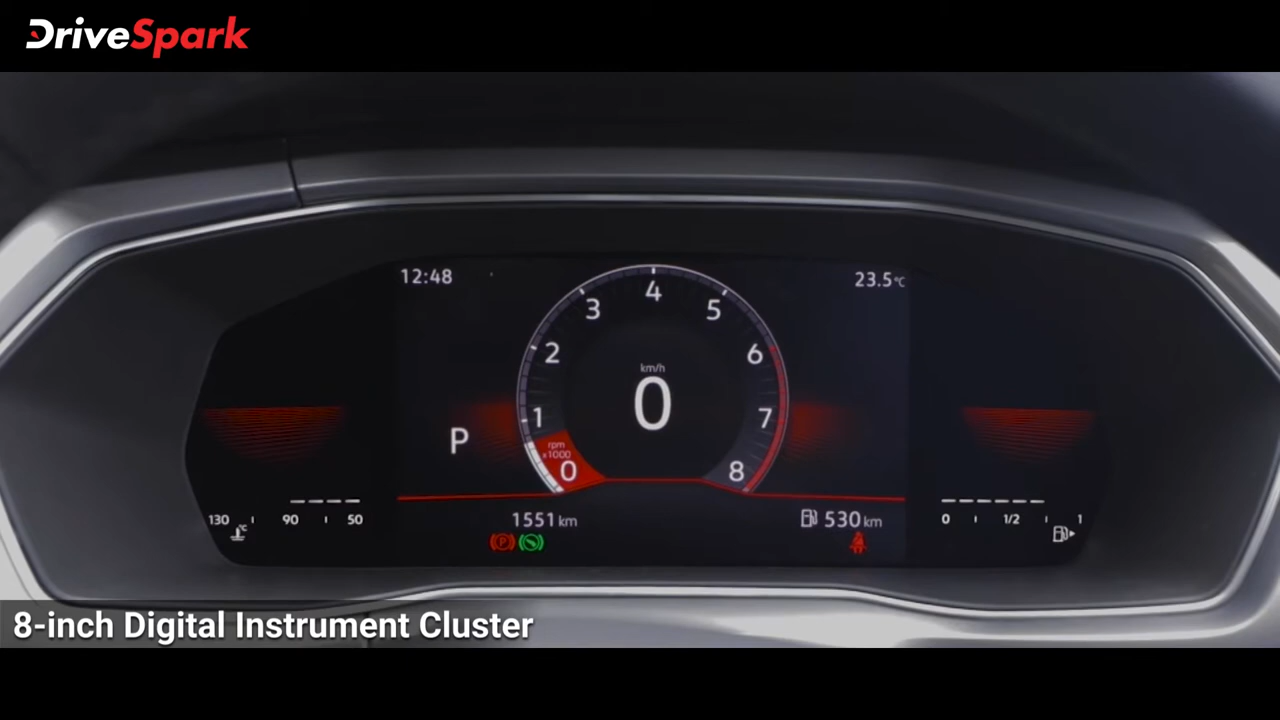 DriveSpark
12:48
23.5°C
4
3
5
2
6
km/h
0
1
7
P
rpm
x1000
0
8
1551 km
530 km
130
90
50
°C
0
1/2
1
P
8-inch Digital Instrument Cluster